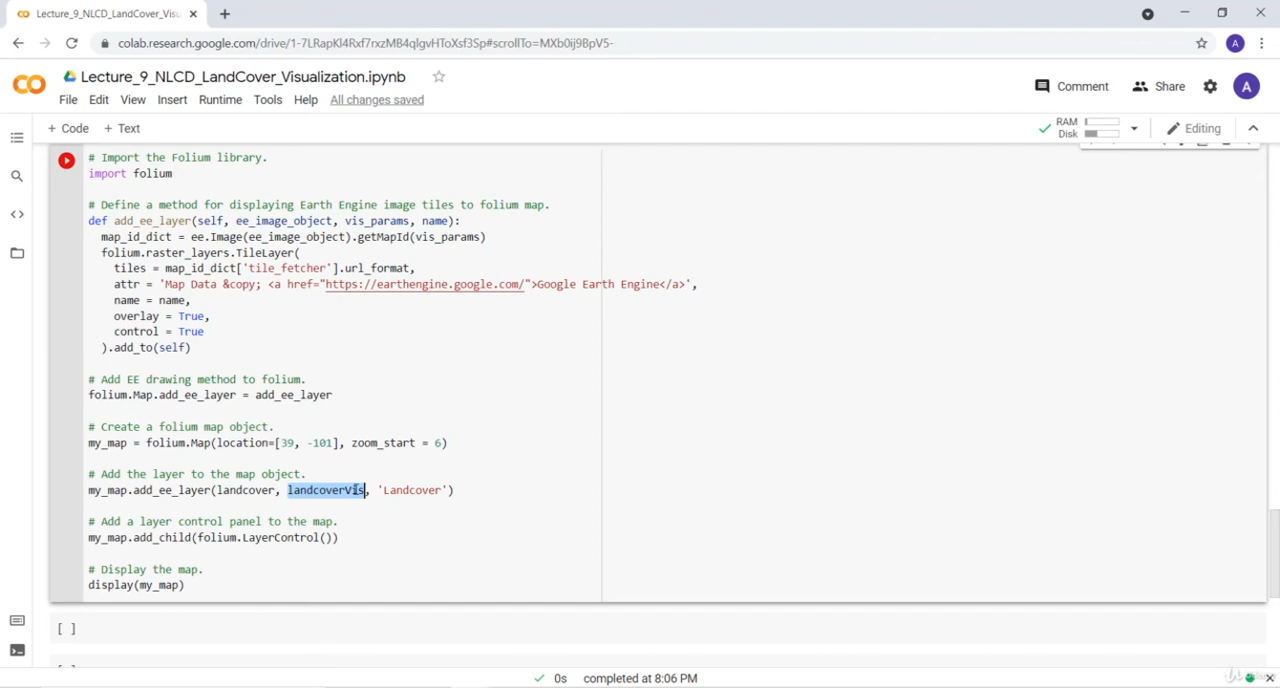 Lecture_9_NLCD_LandCover_Visu
colab.research.google.com/drive/1-7LRapKl4Rxf7rxzMB4qlgvHToXsf3Sp#scrollTo=MXb0ij9BpV5-
A
Lecture_9_NLCD_LandCover_Visualization.ipynb
Comment
Share
A
File Edit View Insert Runtime Tools Help All changes saved
+ Code + Text
RAM
Disk
Editing
# Import the Folium library.
import folium
# Define a method for displaying Earth Engine image tiles to folium map.
def add_ee_layer(self, ee_image_object, vis_params, name):
map_id_dict = ee.Image(ee_image_object).getMapId(vis_params)
folium.raster_layers.TileLayer(
tiles = map_id_dict['tile_fetcher'].url_format,
attr = 'Map Data &copy; <a href="https://earthengine.google.com/">Google Earth Engine</a>',
name = name,
overlay = True,
control = True
).add_to(self)
# Add EE drawing method to folium.
folium.Map.add_ee_layer = add_ee_layer
# Create a folium map object.
my_map = folium.Map(location=[39, -101], zoom_start = 6)
# Add the layer to the map object.
my_map.add_ee_layer(landcover, landcoverVis, 'Landcover')
# Add a layer control panel to the map.
my_map.add_child(folium.LayerControl())
# Display the map.
display(my_map)
[ ]
0s completed at 8:06 PM